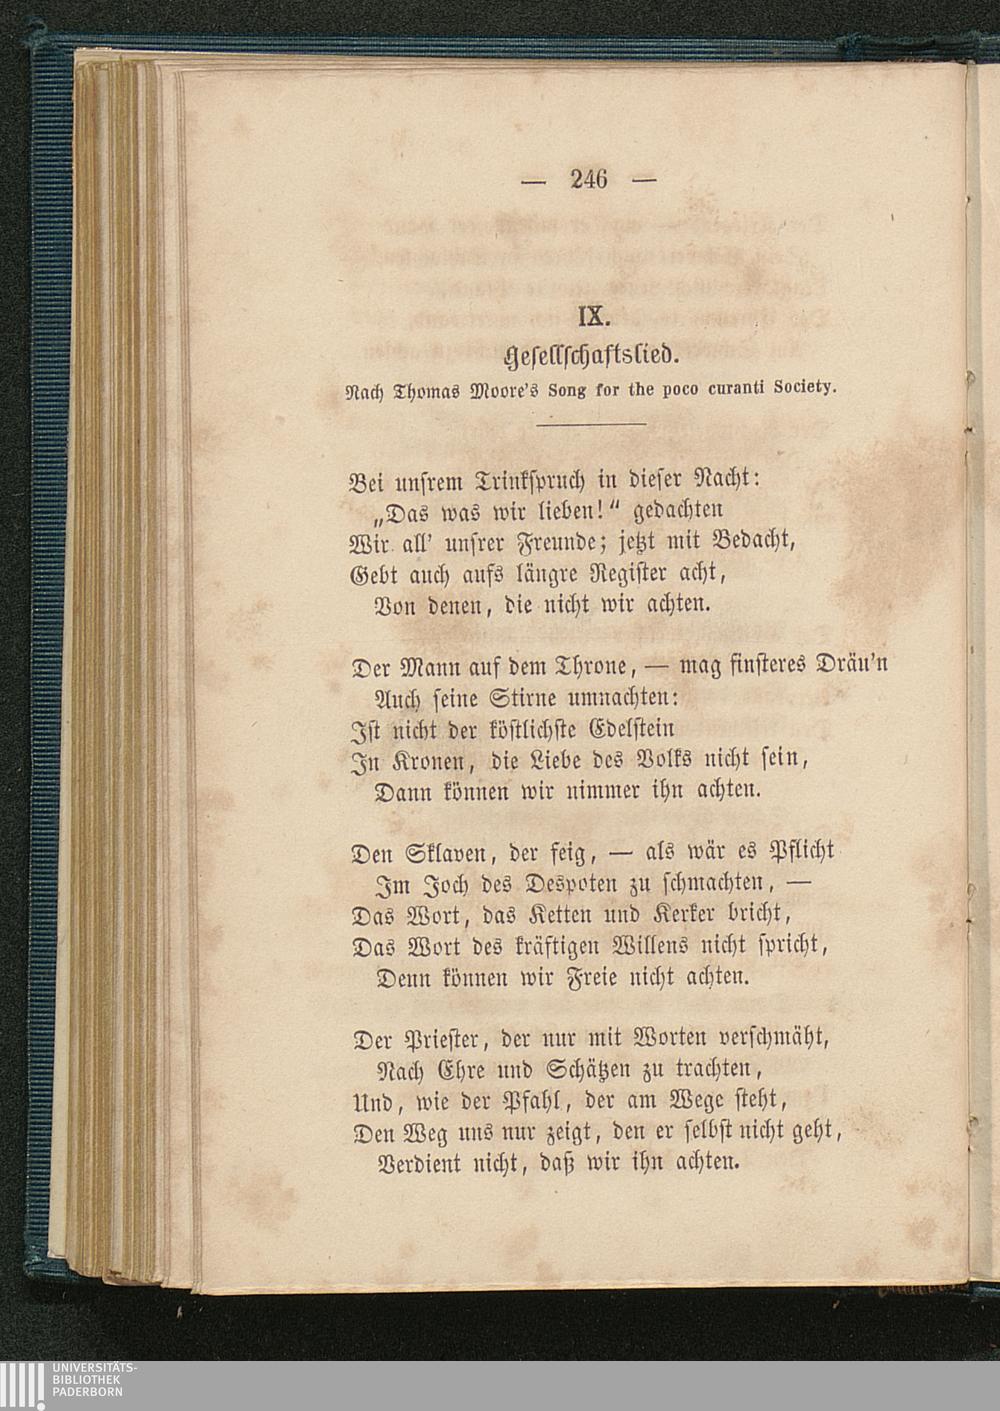 — 246 —
IX.
Gesellschaftslied.
Nach Thomas Moore's Song for the poco curanti Society.
Bei unsrem Trinkspruch in dieser Nacht:
„Das was wir lieben!“ gedachten
Wir all' unsrer Freunde; jetzt mit Bedacht,
Gebt auch aufs längre Register acht,
Von denen, die nicht wir achten.
Der Mann auf dem Throne, — mag finsteres Dräu'n
Auch seine Stirne umnachten:
Ist nicht der köstlichste Edelstein
In Kronen, die Liebe des Volks nicht sein,
Dann können wir nimmer ihn achten.
Den Sklaven, der feig, — als wär es Pflicht
Im Joch des Despoten zu schmachten, —
Das Wort, das Ketten und Kerker bricht,
Das Wort des kräftigen Willens nicht spricht,
Denn können wir Freie nicht achten.
Der Priester, der nur mit Worten verschmäht,
Nach Ehre und Schätzen zu trachten,
Und, wie der Pfahl, der am Wege steht,
Den Weg uns nur zeigt, den er selbst nicht geht,
Verdient nicht, daß wir ihn achten.
UNIVERSITÄTS-
BIBLIOTHEK
PADERBORN